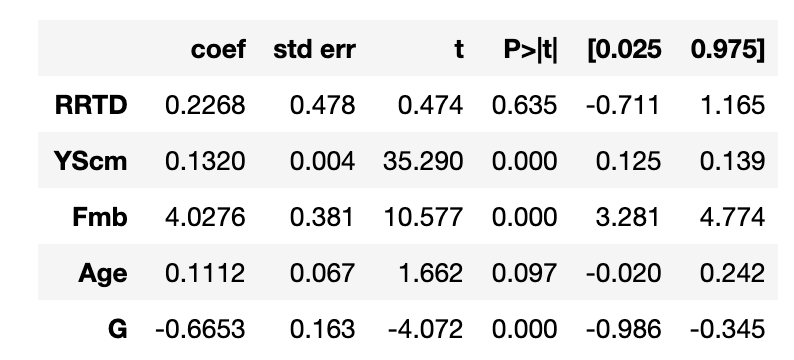 coef std err t P>|t| [0.025 0.975]
RRTD 0.2268 0.478 0.474 0.635 -0.711 1.165
YScm 0.1320 0.004 35.290 0.000 0.125 0.139
Fmb 4.0276 0.381 10.577 0.000 3.281 4.774
Age 0.1112 0.067 1.662 0.097 -0.020 0.242
G -0.6653 0.163 -4.072 0.000 -0.986 -0.345